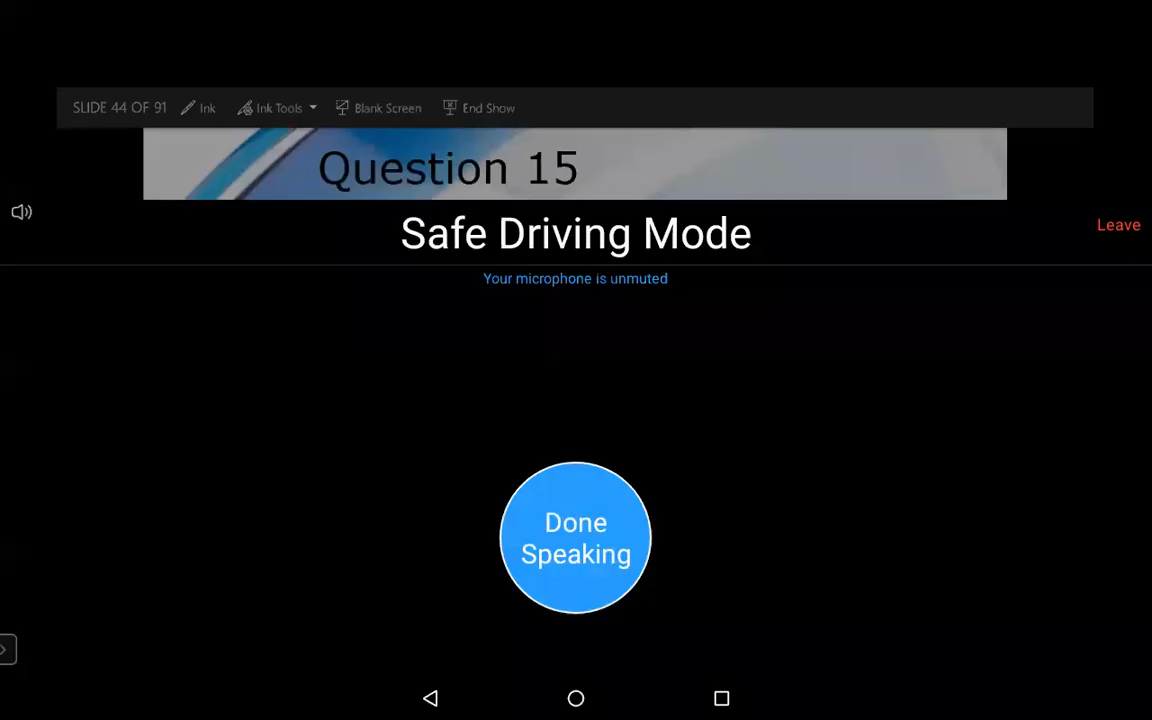 SLIDE 44 OF 91 Ink Ink Tools Blank Screen End Show
Question 15
Safe Driving Mode
Leave
Your microphone is unmuted
Done
Speaking